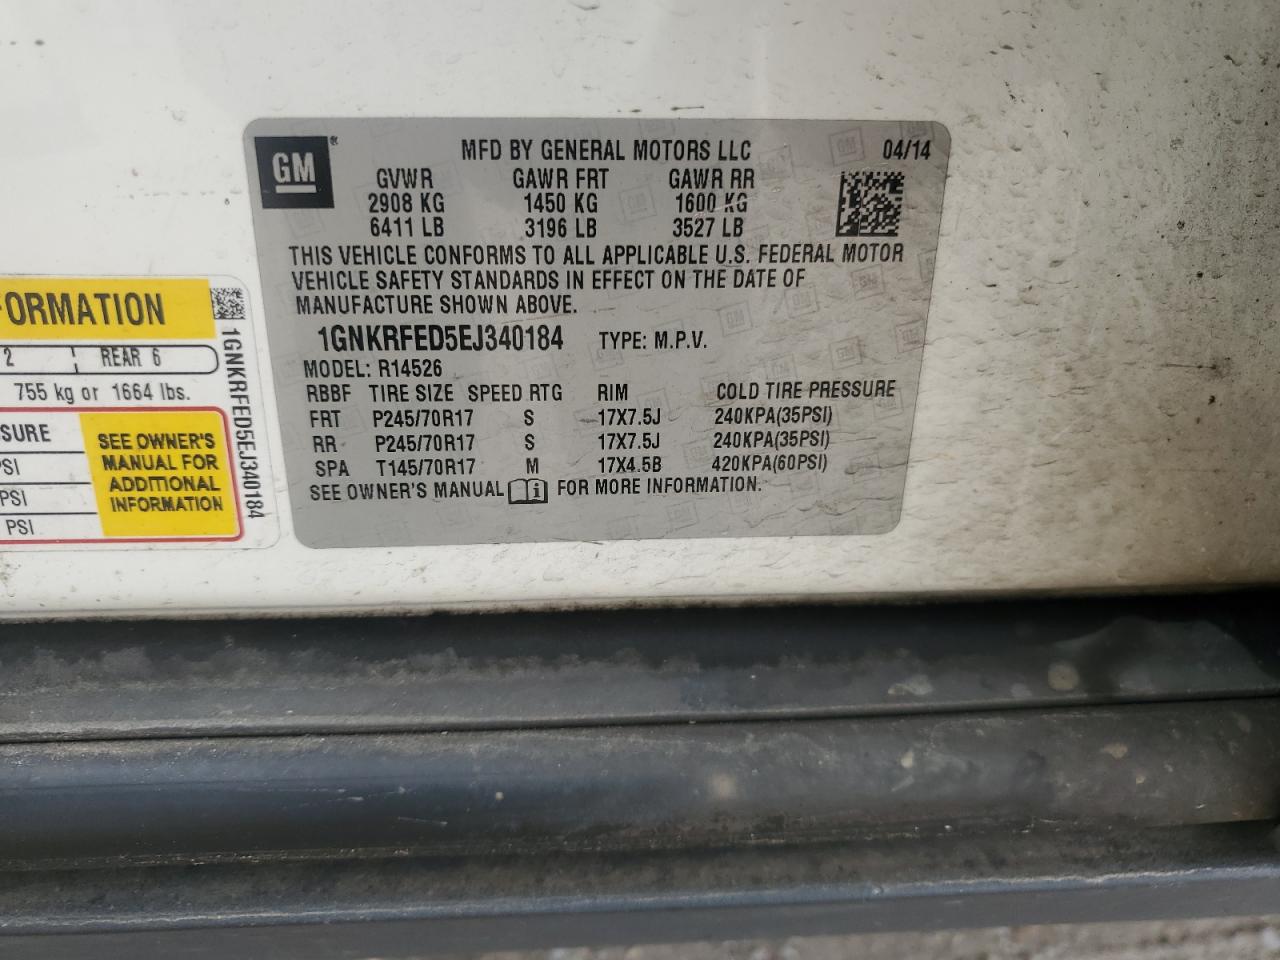 GM
MFD BY GENERAL MOTORS LLC 04/14
GVWR GAWR FRT GAWR RR
2908 KG 1450 KG 1600 KG
6411 LB 3196 LB 3527 LB
THIS VEHICLE CONFORMS TO ALL APPLICABLE U.S. FEDERAL MOTOR
VEHICLE SAFETY STANDARDS IN EFFECT ON THE DATE OF
MANUFACTURE SHOWN ABOVE.
1GNKRFED5EJ340184 TYPE: M.P.V.
MODEL: R14526
RBBF TIRE SIZE SPEED RTG RIM COLD TIRE PRESSURE
FRT P245/70R17 S 17X7.5J 240KPA(35PSI)
RR P245/70R17 S 17X7.5J 240KPA(35PSI)
SPA T145/70R17 M 17X4.5B 420KPA(60PSI)
SEE OWNER'S MANUAL i FOR MORE INFORMATION.
FORMATION
2 REAR 6
755 kg or 1664 lbs.
SURE
PSI
PSI
PSI
SEE OWNER'S
MANUAL FOR
ADDITIONAL
INFORMATION
1GNKRFED5EJ340184